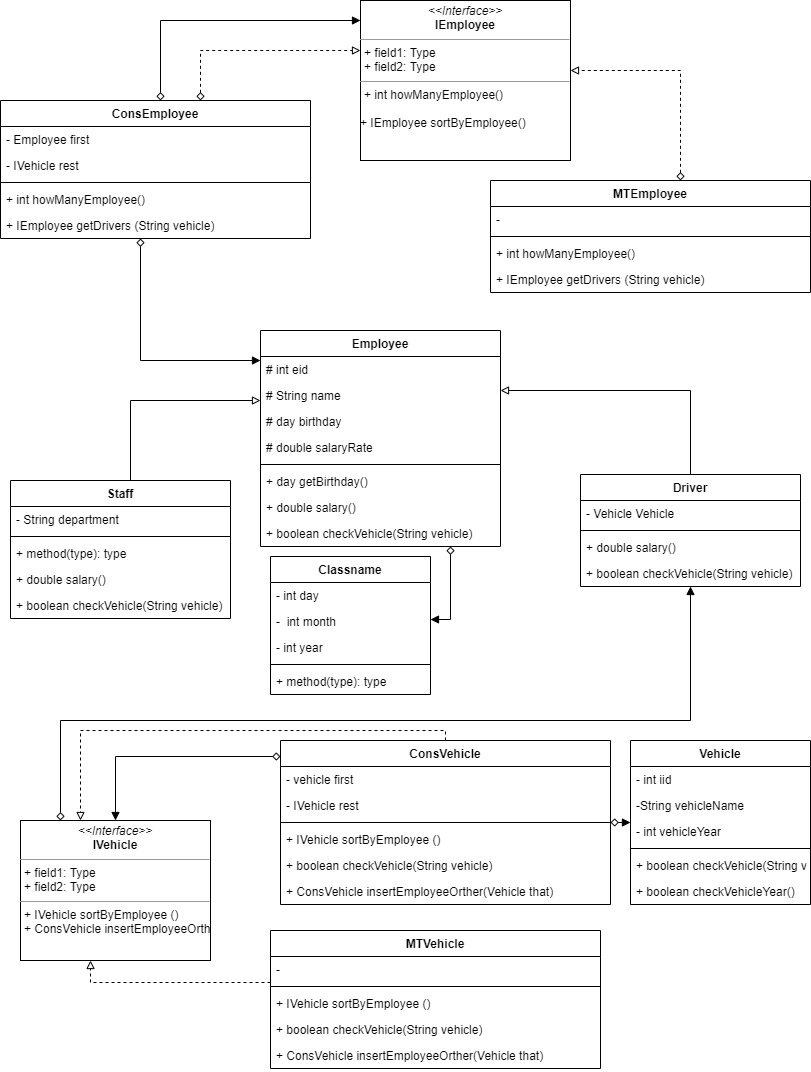 <<Interface>>
IEmployee
+ field1: Type
+ field2: Type
+ int howManyEmployee()
+ IEmployee sortByEmployee()
ConsEmployee
- Employee first
- IVehicle rest
+ int howManyEmployee()
+ IEmployee getDrivers (String vehicle)
MTEmployee
-
+ int howManyEmployee()
+ IEmployee getDrivers (String vehicle)
Employee
# int eid
# String name
# day birthday
# double salaryRate
+ day getBirthday()
+ double salary()
+ boolean checkVehicle(String vehicle)
Staff
- String department
+ method(type): type
+ double salary()
+ boolean checkVehicle(String vehicle)
Driver
- Vehicle Vehicle
+ double salary()
+ boolean checkVehicle(String vehicle)
Classname
- int day
- int month
- int year
+ method(type): type
ConsVehicle
- vehicle first
- IVehicle rest
+ IVehicle sortByEmployee ()
+ boolean checkVehicle(String vehicle)
+ ConsVehicle insertEmployeeOrther(Vehicle that)
Vehicle
- int iid
-String vehicleName
- int vehicleYear
+ boolean checkVehicle(String v
+ boolean checkVehicleYear()
<<Interface>>
IVehicle
+ field1: Type
+ field2: Type
+ IVehicle sortByEmployee ()
+ ConsVehicle insertEmployeeOrth
MTVehicle
-
+ IVehicle sortByEmployee ()
+ boolean checkVehicle(String vehicle)
+ ConsVehicle insertEmployeeOrther(Vehicle that)